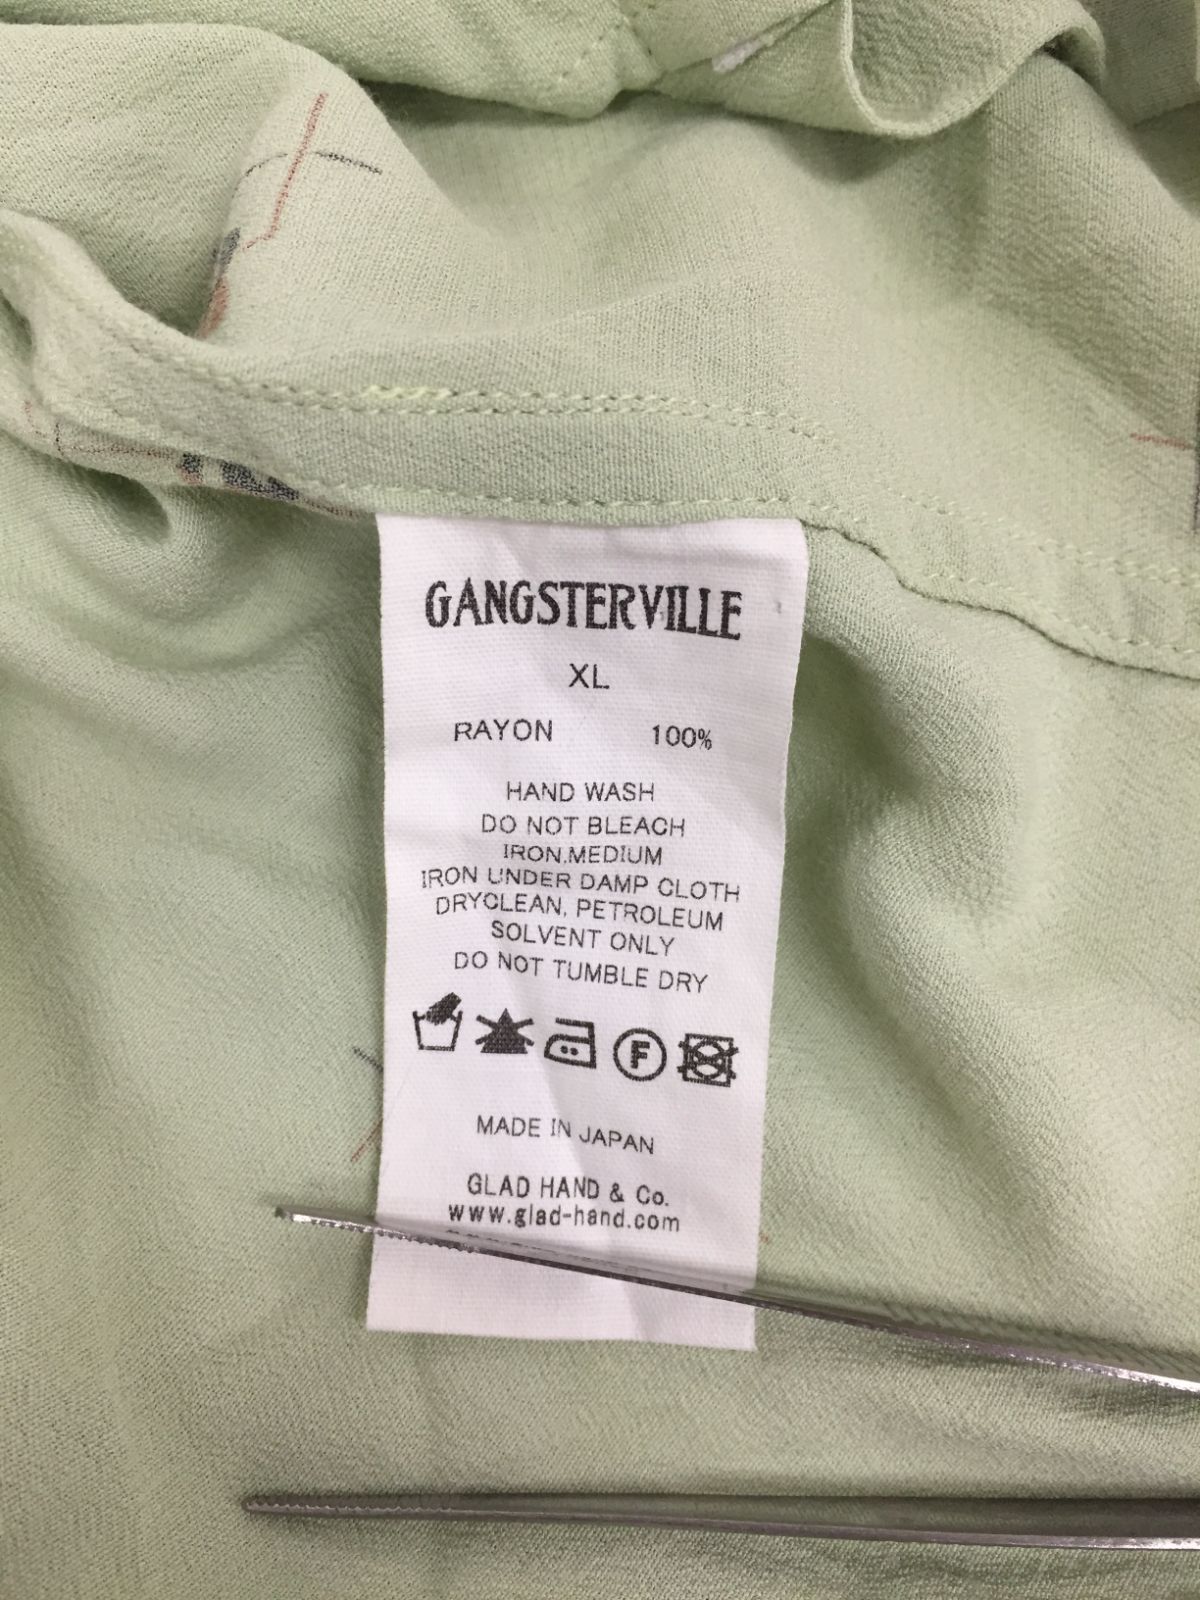 GANGSTERVILLE
XL
RAYON 100%
HAND WASH
DO NOT BLEACH
IRON.MEDIUM
IRON UNDER DAMP CLOTH
DRYCLEAN, PETROLEUM
SOLVENT ONLY
DO NOT TUMBLE DRY
F
MADE IN JAPAN
GLAD HAND & Co.
www.glad-hand.com